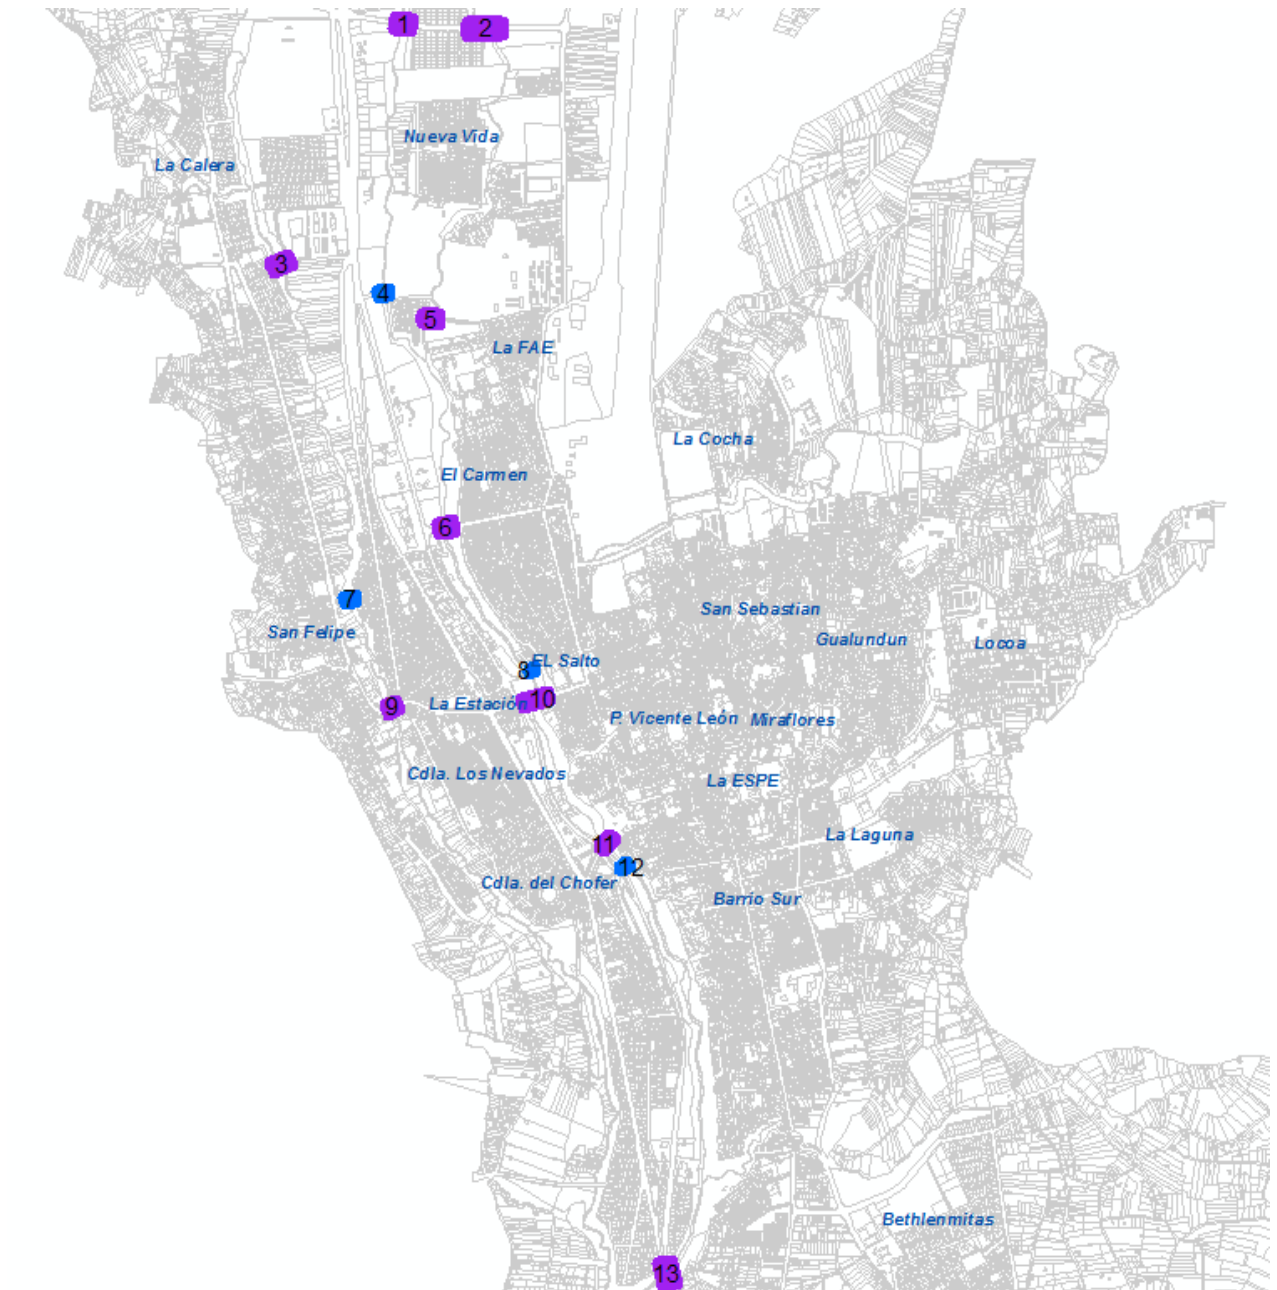 1
2
Nueva Vida
La Calera
3
4
5
La FAE
La Cocha
El Carmen
6
7
San Sebastian
San Felipe
Gualundun
Locoa
8
EL Salto
10
La Estación
9
P. Vicente León
Miraflores
Cdla. Los Nevados
La ESPE
La Laguna
11
12
Cdla. del Chofer
Barrio Sur
Bethlenmitas
13